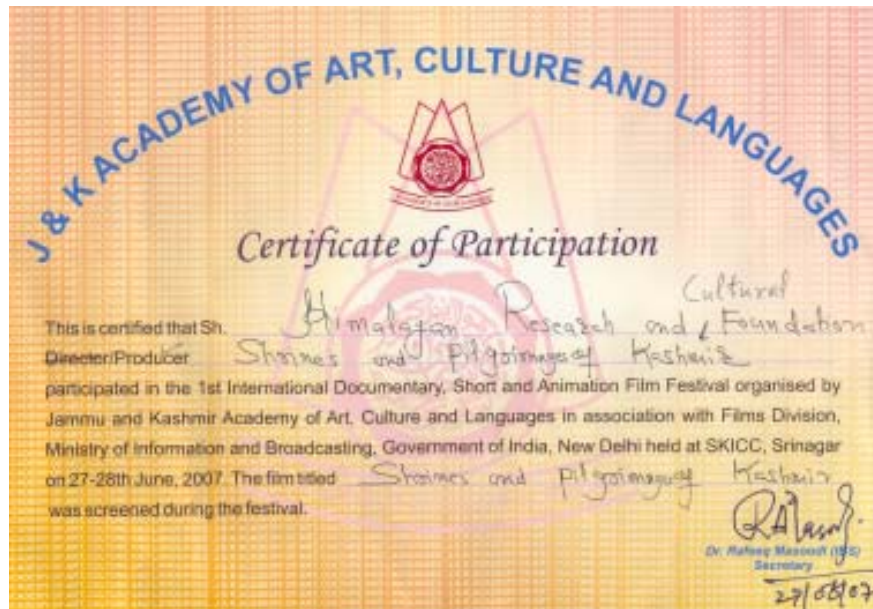 J & K ACADEMY OF ART, CULTURE AND LANGUAGES
Certificate of Participation
Cultural
This is certified that Sh. Himalayan Research and Foundation
Director/Producer Shrines and Pilgrimages of Kashmir
participated in the 1st International Documentary, Short and Animation Film Festival organised by
Jammu and Kashmir Academy of Art, Culture and Languages in association with Films Division,
Ministry of Information and Broadcasting, Government of India, New Delhi held at SKICC, Srinagar
on 27-28th June, 2007. The film titled Shrines and Pilgrimages of Kashmir
was screened during the festival.
Dr. Rafeeq Masoodi
Secretary